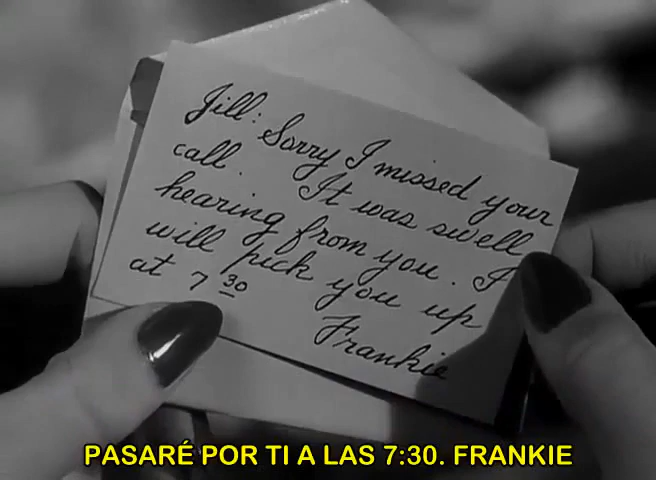 Jill: Sorry I missed your
call. It was swell
hearing from you. I
will pick you up
at 7 30
Frankie
PASARÉ POR TI A LAS 7:30. FRANKIE